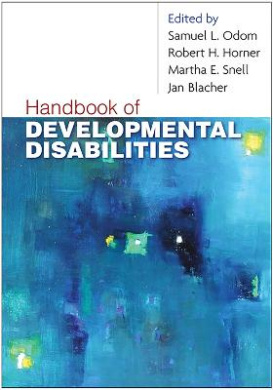 Edited by
Samuel L. Odom
Robert H. Horner
Martha E. Snell
Jan Blacher
Handbook of
DEVELOPMENTAL
DISABILITIES